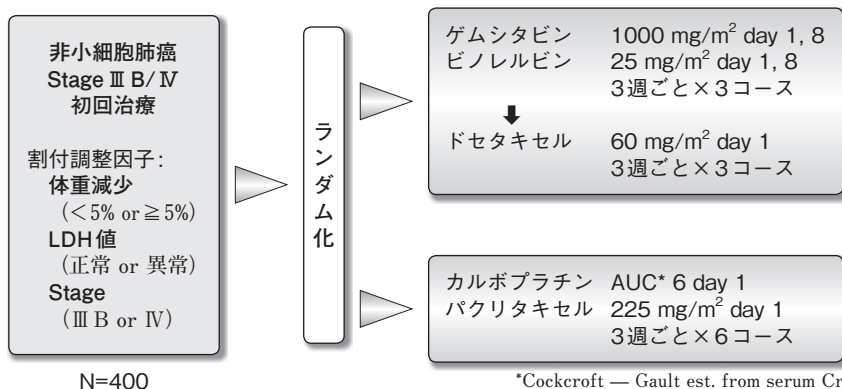 非小細胞肺癌
Stage Ⅲ B/ Ⅳ
初回治療
割付調整因子：
体重減少
（＜5% or ≧5%）
LDH値
（正常 or 異常）
Stage
（Ⅲ B or Ⅳ）
N=400
ランダム化
ゲムシタビン 1000 mg/m² day 1, 8
ビノレルビン 25 mg/m² day 1, 8
3週ごと×3コース
ドセタキセル 60 mg/m² day 1
3週ごと×3コース
カルボプラチン AUC* 6 day 1
パクリタキセル 225 mg/m² day 1
3週ごと×6コース
*Cockcroft — Gault est. from serum Cr